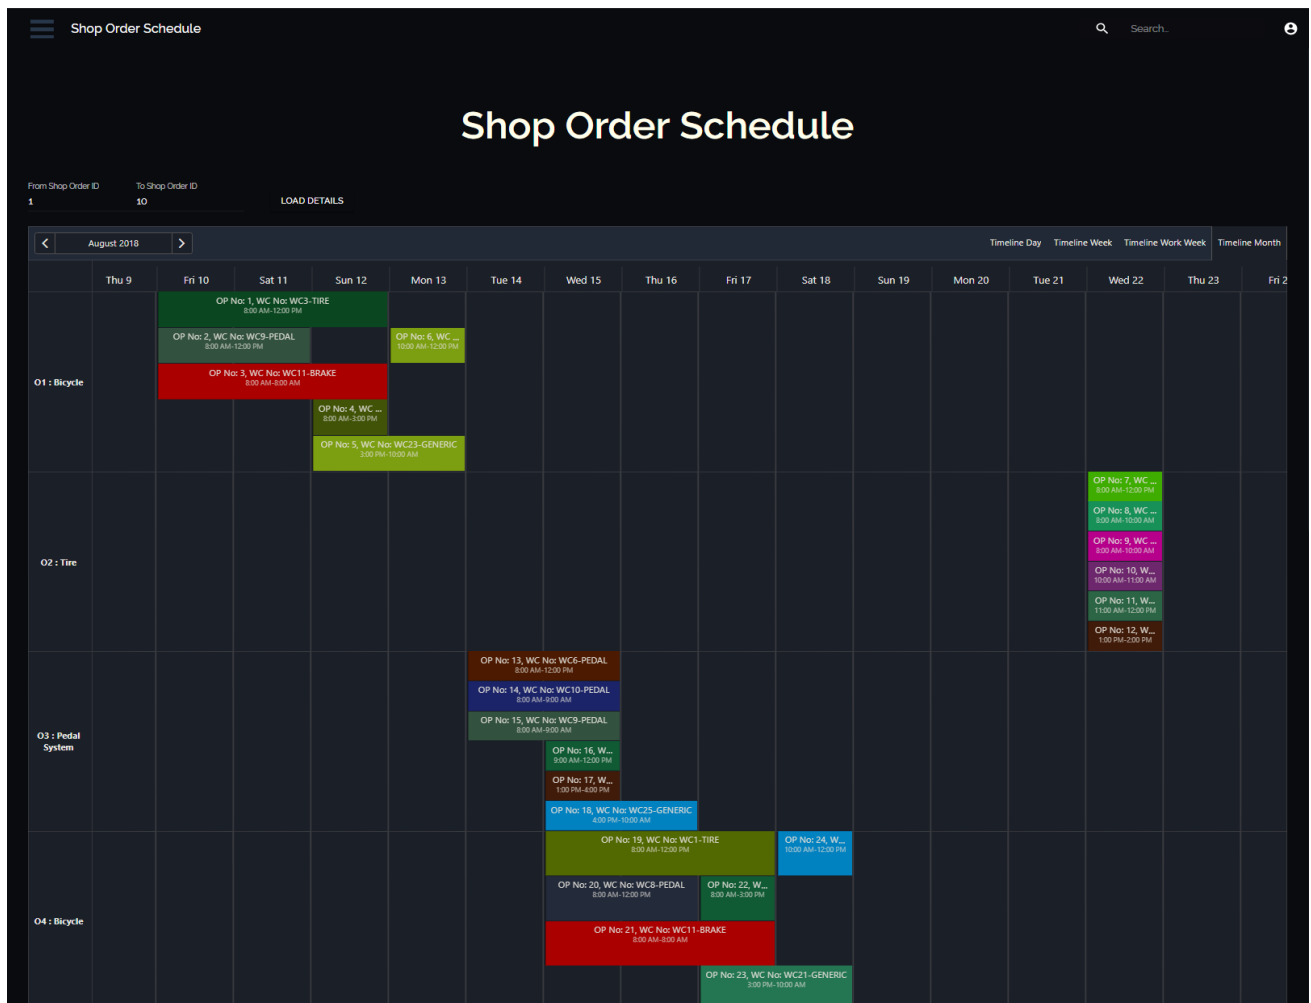 Shop Order Schedule
Search..
Shop Order Schedule
From Shop Order ID
To Shop Order ID
1
10
LOAD DETAILS
August 2018
Timeline Day
Timeline Week
Timeline Work Week
Timeline Month
Thu 9
Fri 10
Sat 11
Sun 12
Mon 13
Tue 14
Wed 15
Thu 16
Fri 17
Sat 18
Sun 19
Mon 20
Tue 21
Wed 22
Thu 23
Fri 2
O1 : Bicycle
OP No: 1, WC No: WC3-TIRE
8:00 AM-12:00 PM
OP No: 2, WC No: WC9-PEDAL
8:00 AM-12:00 PM
OP No: 6, WC ...
10:00 AM-12:00 PM
OP No: 3, WC No: WC11-BRAKE
8:00 AM-8:00 AM
OP No: 4, WC ...
8:00 AM-3:00 PM
OP No: 5, WC No: WC23-GENERIC
3:00 PM-10:00 AM
O2 : Tire
OP No: 7, WC ...
8:00 AM-12:00 PM
OP No: 8, WC ...
8:00 AM-10:00 AM
OP No: 9, WC ...
8:00 AM-10:00 AM
OP No: 10, W...
10:00 AM-11:00 AM
OP No: 11, W...
11:00 AM-12:00 PM
OP No: 12, W...
1:00 PM-2:00 PM
O3 : Pedal
System
OP No: 13, WC No: WC6-PEDAL
8:00 AM-12:00 PM
OP No: 14, WC No: WC10-PEDAL
8:00 AM-9:00 AM
OP No: 15, WC No: WC9-PEDAL
8:00 AM-9:00 AM
OP No: 16, W...
9:00 AM-12:00 PM
OP No: 17, W...
1:00 PM-4:00 PM
OP No: 18, WC No: WC25-GENERIC
4:00 PM-10:00 AM
O4 : Bicycle
OP No: 19, WC No: WC1-TIRE
8:00 AM-12:00 PM
OP No: 24, W...
10:00 AM-12:00 PM
OP No: 20, WC No: WC8-PEDAL
8:00 AM-12:00 PM
OP No: 22, W...
8:00 AM-3:00 PM
OP No: 21, WC No: WC11-BRAKE
8:00 AM-8:00 AM
OP No: 23, WC No: WC21-GENERIC
3:00 PM-10:00 AM